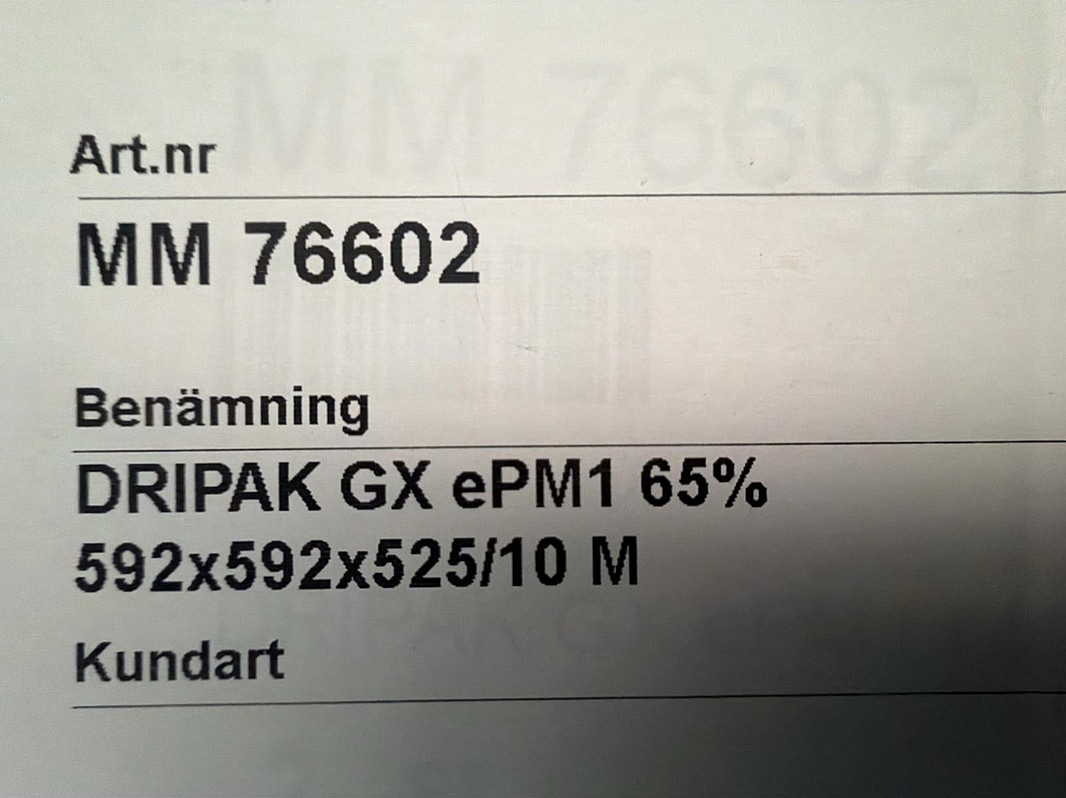 Art.nr
MM 76602
Benämning
DRIPAK GX ePM1 65%
592x592x525/10 M
Kundart